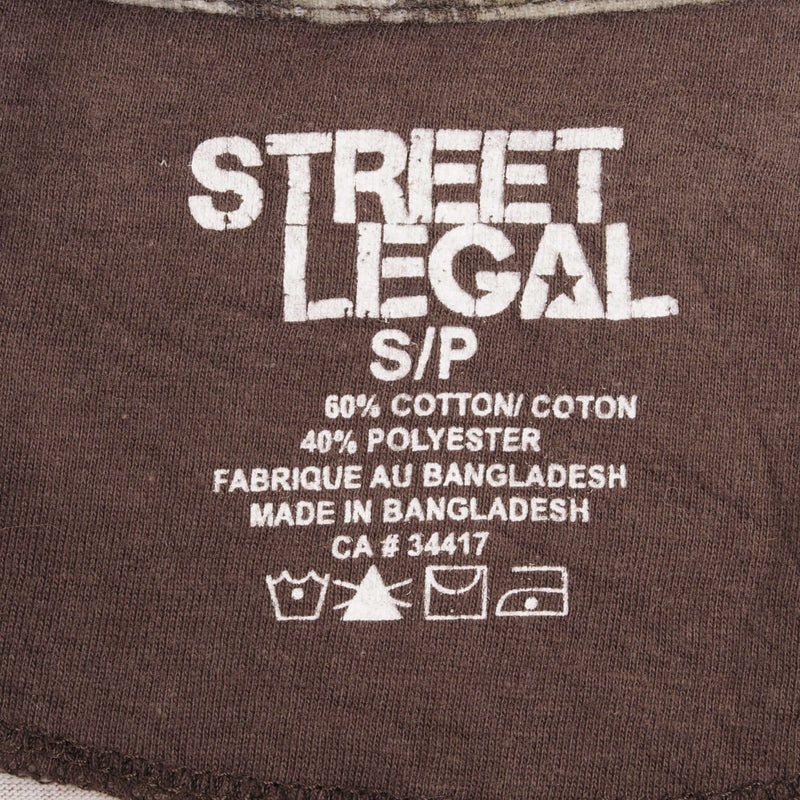 STREET
LEGAL
S/P
60% COTTON/ COTON
40% POLYESTER
FABRIQUE AU BANGLADESH
MADE IN BANGLADESH
CA # 34417